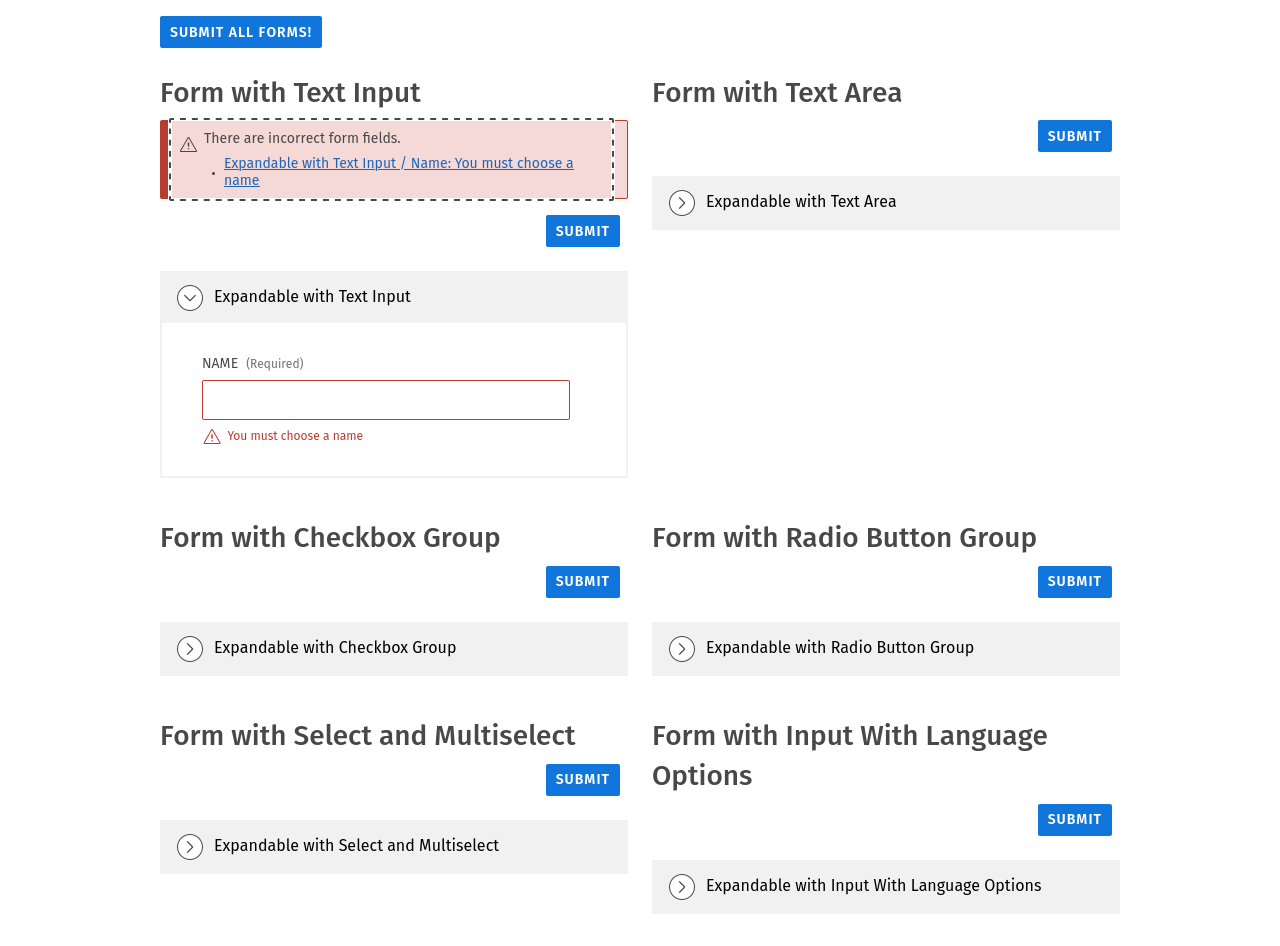 SUBMIT ALL FORMS!
Form with Text Input
There are incorrect form fields.
Expandable with Text Input / Name: You must choose a
name
SUBMIT
Expandable with Text Input
NAME (Required)
You must choose a name
Form with Text Area
SUBMIT
Expandable with Text Area
Form with Checkbox Group
SUBMIT
Expandable with Checkbox Group
Form with Radio Button Group
SUBMIT
Expandable with Radio Button Group
Form with Select and Multiselect
SUBMIT
Expandable with Select and Multiselect
Form with Input With Language
Options
SUBMIT
Expandable with Input With Language Options